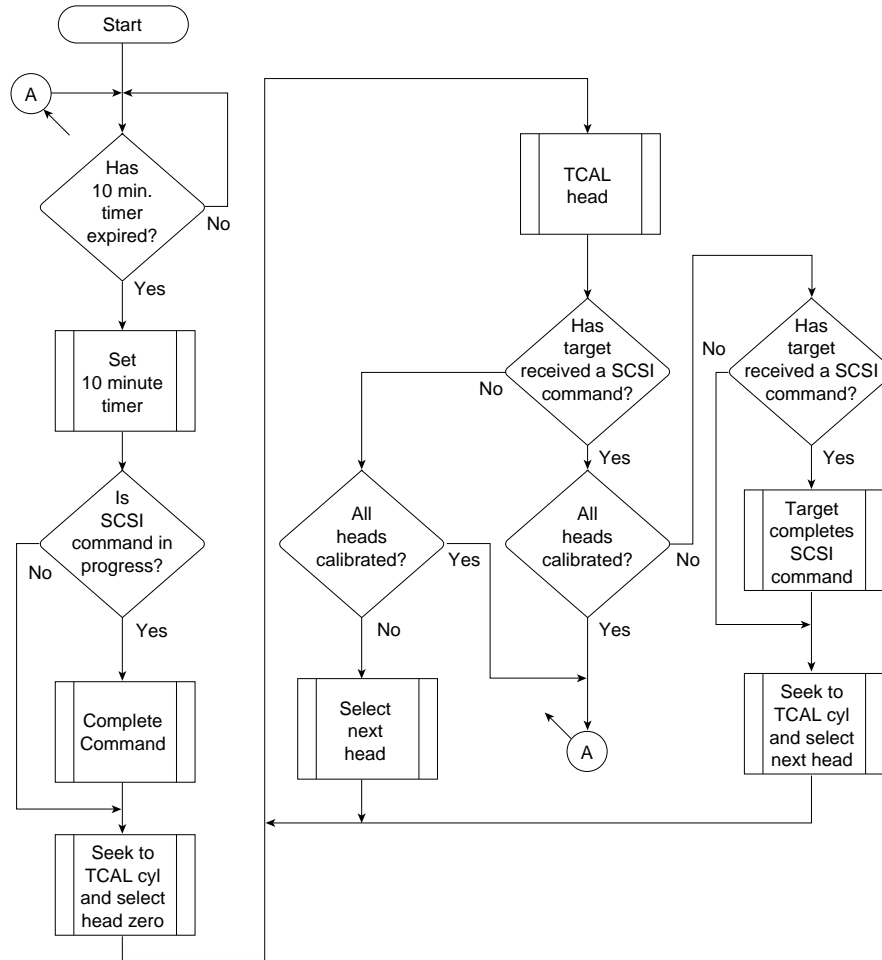 Start
A
Has
10 min.
timer
expired?
No
Yes
Set
10 minute
timer
Is
SCSI
command in
progress?
No
Yes
Complete
Command
Seek to
TCAL cyl
and select
head zero
TCAL
head
Has
target
received a SCSI
command?
No
Yes
All
heads
calibrated?
Yes
No
Select
next
head
All
heads
calibrated?
No
Yes
A
Has
target
received a SCSI
command?
No
Yes
Target
completes
SCSI
command
Seek to
TCAL cyl
and select
next head